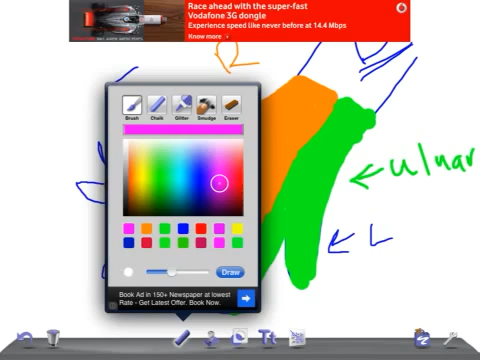 Race ahead with the super-fast
Vodafone 3G dongle
Experience speed like never before at 14.4 Mbps
Know more ▸
R
Brush Chalk Glitter Smudge Eraser
ulnar
L
Draw
Book Ad in 150+ Newspaper at lowest
Rate - Get Latest Offer. Book Now.
Tt